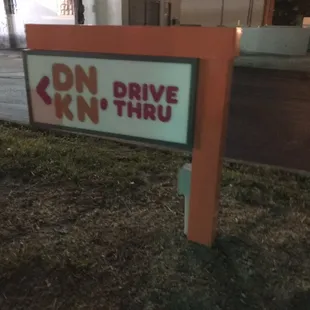 DN
KN'
DRIVE
THRU